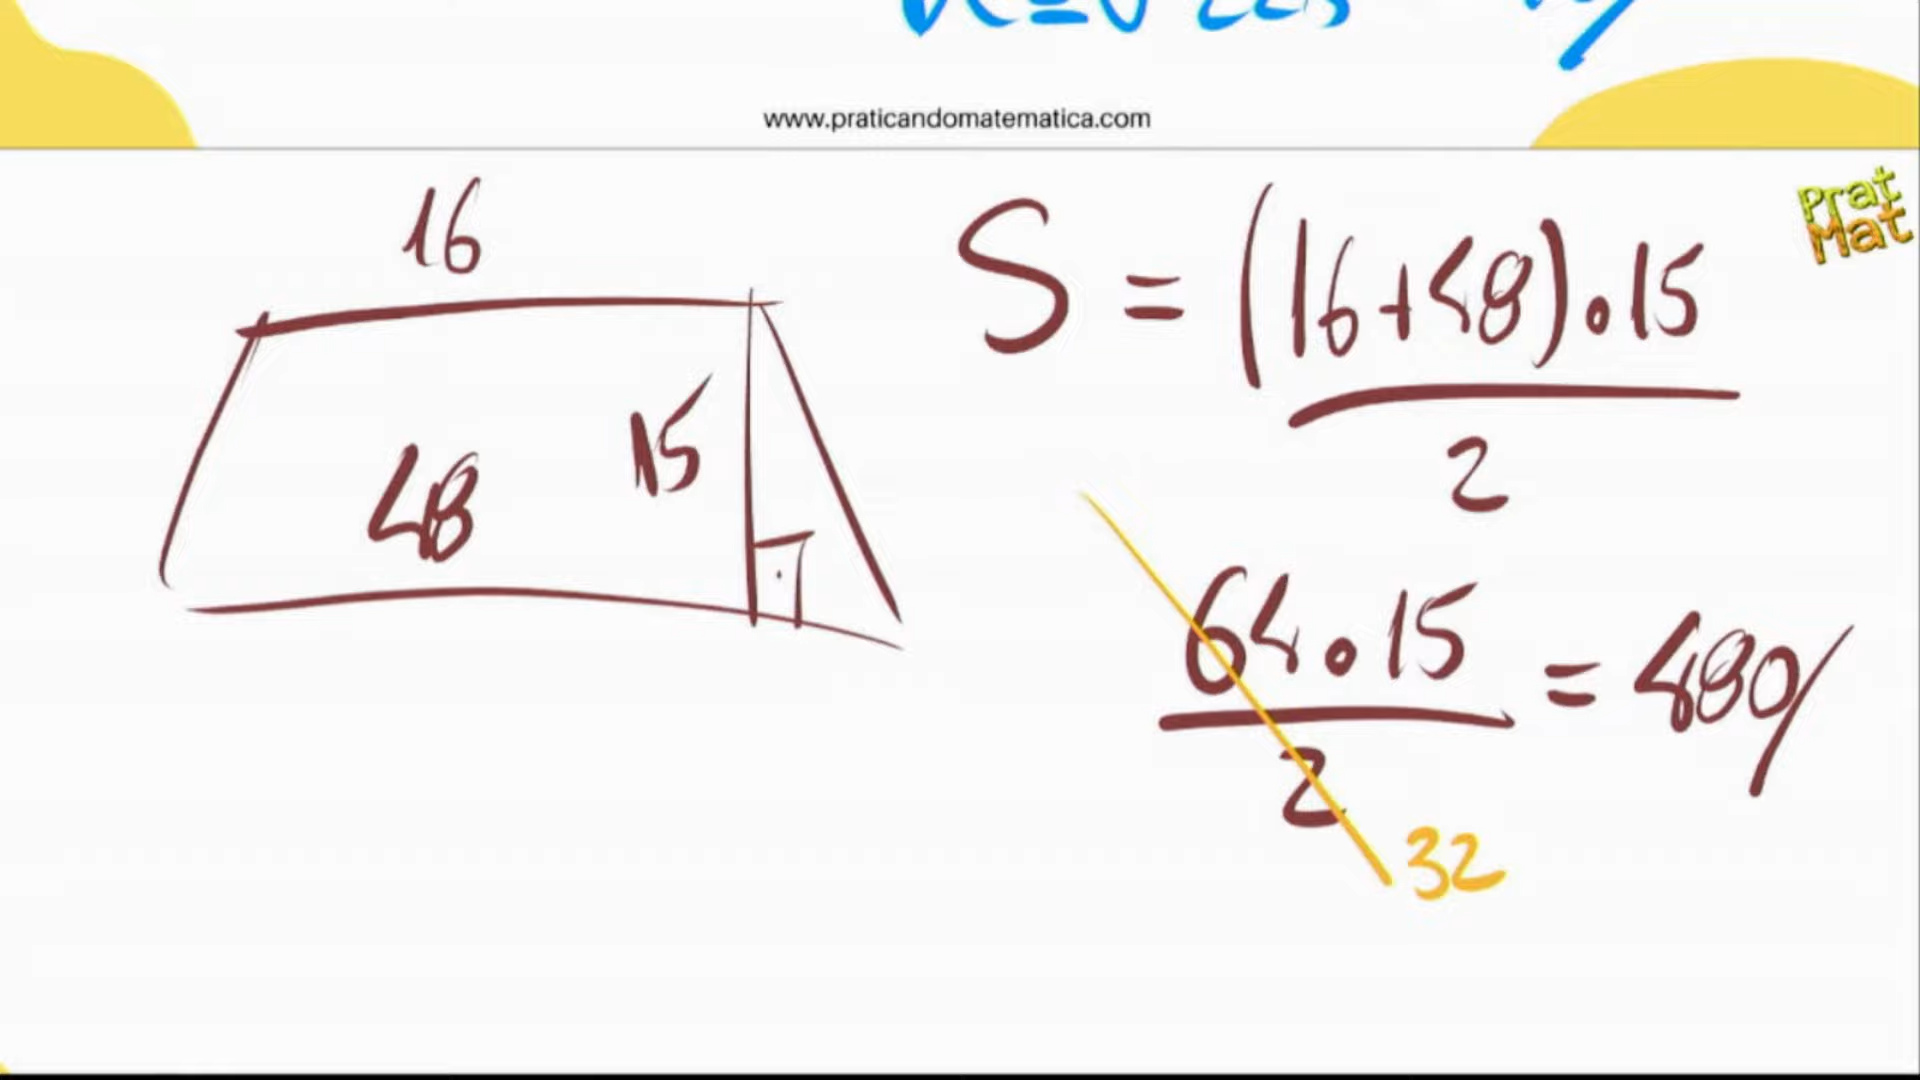 www.praticandomatematica.com
Prat
Mat
16
S = (16+48).15
2
15
48
64.15 = 480
2
32